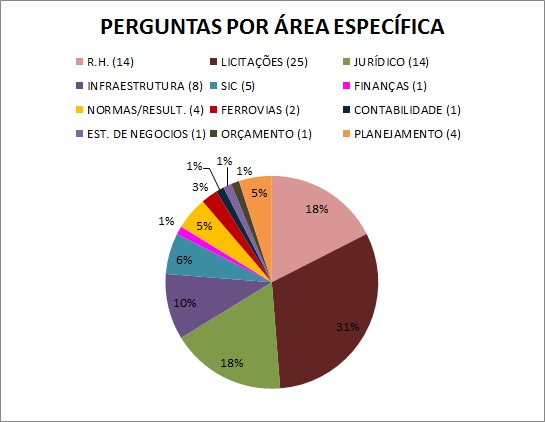 PERGUNTAS POR ÁREA ESPECÍFICA
R.H. (14) LICITAÇÕES (25) JURÍDICO (14)
INFRAESTRUTURA (8) SIC (5) FINANÇAS (1)
NORMAS/RESULT. (4) FERROVIAS (2) CONTABILIDADE (1)
EST. DE NEGOCIOS (1) ORÇAMENTO (1) PLANEJAMENTO (4)
1%
1% 1%
3% 5%
18%
1%
5%
6%
10%
31%
18%